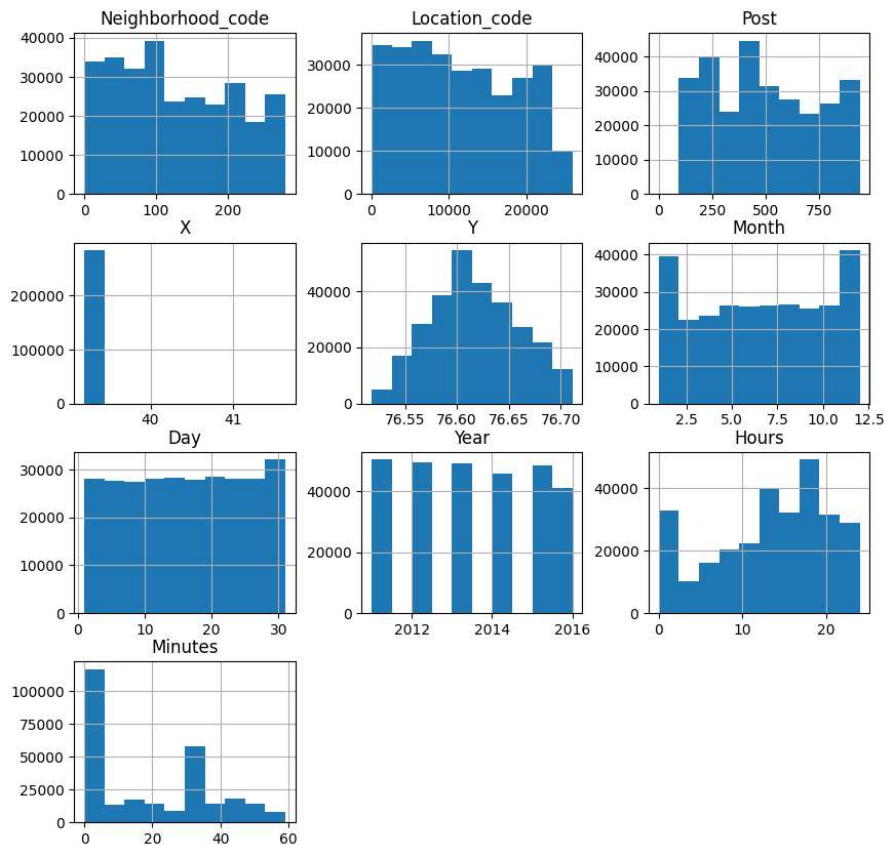 Neighborhood_code
40000
30000
20000
10000
0
0 100 200
Location_code
30000
20000
10000
0
0 10000 20000
Post
40000
30000
20000
10000
0
0 250 500 750
X
200000
100000
0
40 41
Y
40000
20000
0
76.55 76.60 76.65 76.70
Month
40000
30000
20000
10000
0
2.5 5.0 7.5 10.0 12.5
Day
30000
20000
10000
0
0 10 20 30
Year
40000
20000
0
2012 2014 2016
Hours
40000
20000
0
0 10 20
Minutes
100000
75000
50000
25000
0
0 20 40 60